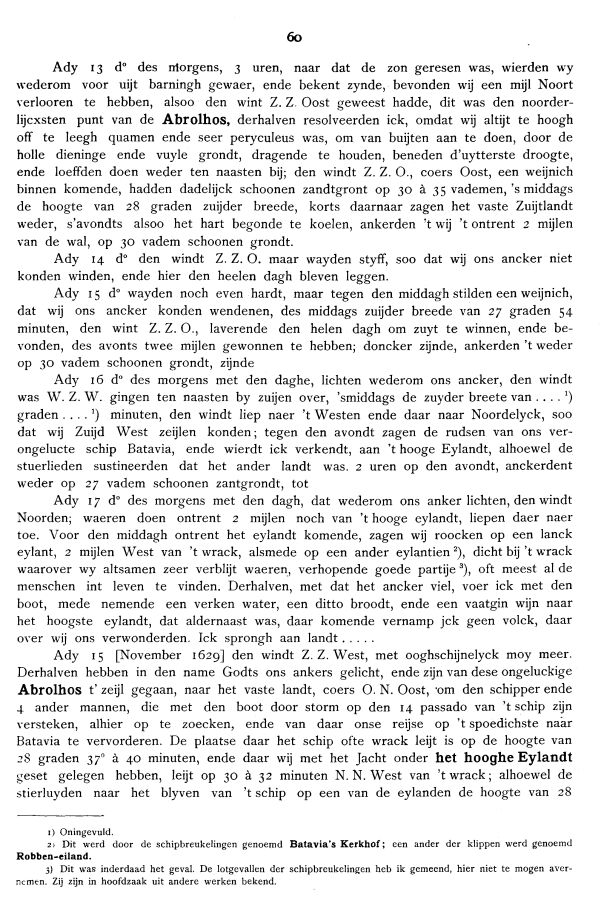 60
Ady 13 d° des morgens, 3 uren, naar dat de zon geresen was, wierden wy
wederom voor uijt barningh gewaer, ende bekent zynde, bevonden wij een mijl Noort
verlooren te hebben, alsoo den wint Z. Z. Oost geweest hadde, dit was den noorder-
lijcxsten punt van de Abrolhos, derhalven resolveerden ick, omdat wij altijt te hoogh
off te leegh quamen ende seer peryculeus was, om van buijten aan te doen, door de
holle dieninge ende vuyle grondt, dragende te houden, beneden d'uytterste droogte,
ende loeffden doen weder ten naasten bij; den windt Z. Z. O., coers Oost, een weijnich
binnen komende, hadden dadelijck schoonen zandtgront op 30 à 35 vademen, 's middags
de hoogte van 28 graden zuijder breede, korts daarnaar zagen het vaste Zuijtlandt
weder, s'avondts alsoo het hart begonde te koelen, ankerden 't wij 't ontrent 2 mijlen
van de wal, op 30 vadem schoonen grondt.
Ady 14 d° den windt Z. Z. O. maar wayden styff, soo dat wij ons ancker niet
konden winden, ende hier den heelen dagh bleven leggen.
Ady 15 d° wayden noch even hardt, maar tegen den middagh stilden een weijnich,
dat wij ons ancker konden wendenen, des middags zuijder breede van 27 graden 54
minuten, den wint Z. Z. O., laverende den helen dagh om zuyt te winnen, ende be-
vonden, des avonts twee mijlen gewonnen te hebben; doncker zijnde, ankerden 't weder
op 30 vadem schoonen grondt, zijnde
Ady 16 d° des morgens met den daghe, lichten wederom ons ancker, den windt
was W. Z. W. gingen ten naasten by zuijen over, 'smiddags de zuyder breete van .... ¹)
graden .... ¹) minuten, den windt liep naer 't Westen ende daar naar Noordelyck, soo
dat wij Zuijd West zeijlen konden; tegen den avondt zagen de rudsen van ons ver-
ongelucte schip Batavia, ende wierdt ick verkendt, aan 't hooge Eylandt, alhoewel de
stuerlieden sustineerden dat het ander landt was. 2 uren op den avondt, anckerdent
weder op 27 vadem schoonen zantgrondt, tot
Ady 17 d° des morgens met den dagh, dat wederom ons anker lichten, den windt
Noorden; waeren doen ontrent 2 mijlen noch van 't hooge eylandt, liepen daer naer
toe. Voor den middagh ontrent het eylandt komende, zagen wij roocken op een lanck
eylant, 2 mijlen West van 't wrack, alsmede op een ander eylantien ²), dicht bij 't wrack
waarover wy altsamen zeer verblijt waeren, verhopende goede partije ³), oft meest al de
menschen int leven te vinden. Derhalven, met dat het ancker viel, voer ick met den
boot, mede nemende een verken water, een ditto broodt, ende een vaatgin wijn naar
het hoogste eylandt, dat aldernaast was, daar komende vernamp jck geen volck, daar
over wij ons verwonderden. Ick sprongh aan landt .....
Ady 15 [November 1629] den windt Z. Z. West, met ooghschijnelyck moy meer.
Derhalven hebben in den name Godts ons ankers gelicht, ende zijn van dese ongeluckige
Abrolhos t' zeijl gegaan, naar het vaste landt, coers O. N. Oost, om den schipper ende
4 ander mannen, die met den boot door storm op den 14 passado van 't schip zijn
versteken, alhier op te zoecken, ende van daar onse reijse op 't spoedichste naar
Batavia te vervorderen. De plaetse daer het schip ofte wrack leijt is op de hoogte van
28 graden 37° à 40 minuten, ende daar wij met het Jacht onder het hooghe Eylandt
geset gelegen hebben, leijt op 30 à 32 minuten N. N. West van 't wrack; alhoewel de
stierluyden naar het blyven van 't schip op een van de eylanden de hoogte van 28
1) Oningevuld.
2) Dit werd door de schipbreukelingen genoemd Batavia's Kerkhof; een ander der klippen werd genoemd
Robben-eiland.
3) Dit was inderdaad het geval. De lotgevallen der schipbreukelingen heb ik gemeend, hier niet te mogen over-
nemen. Zij zijn in hoofdzaak uit andere werken bekend.